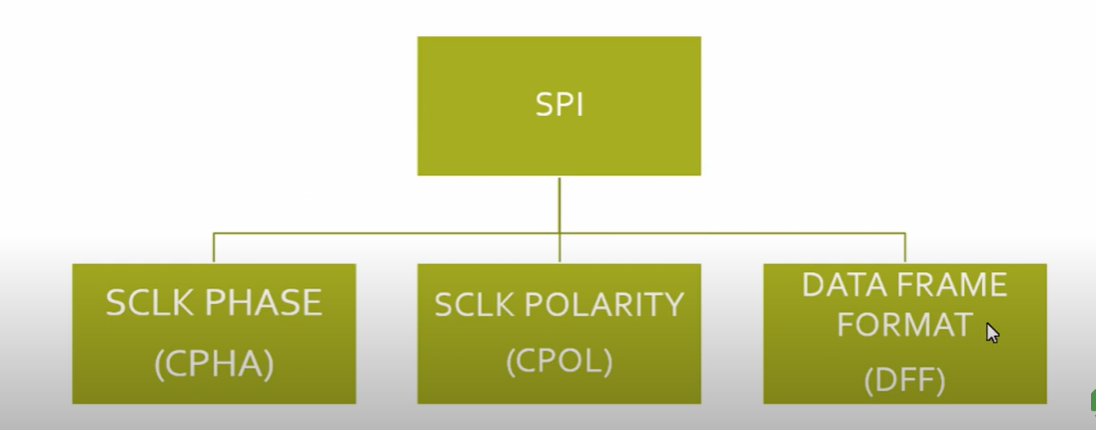 SPI
SCLK PHASE
(CPHA)
SCLK POLARITY
(CPOL)
DATA FRAME
FORMAT
(DFF)